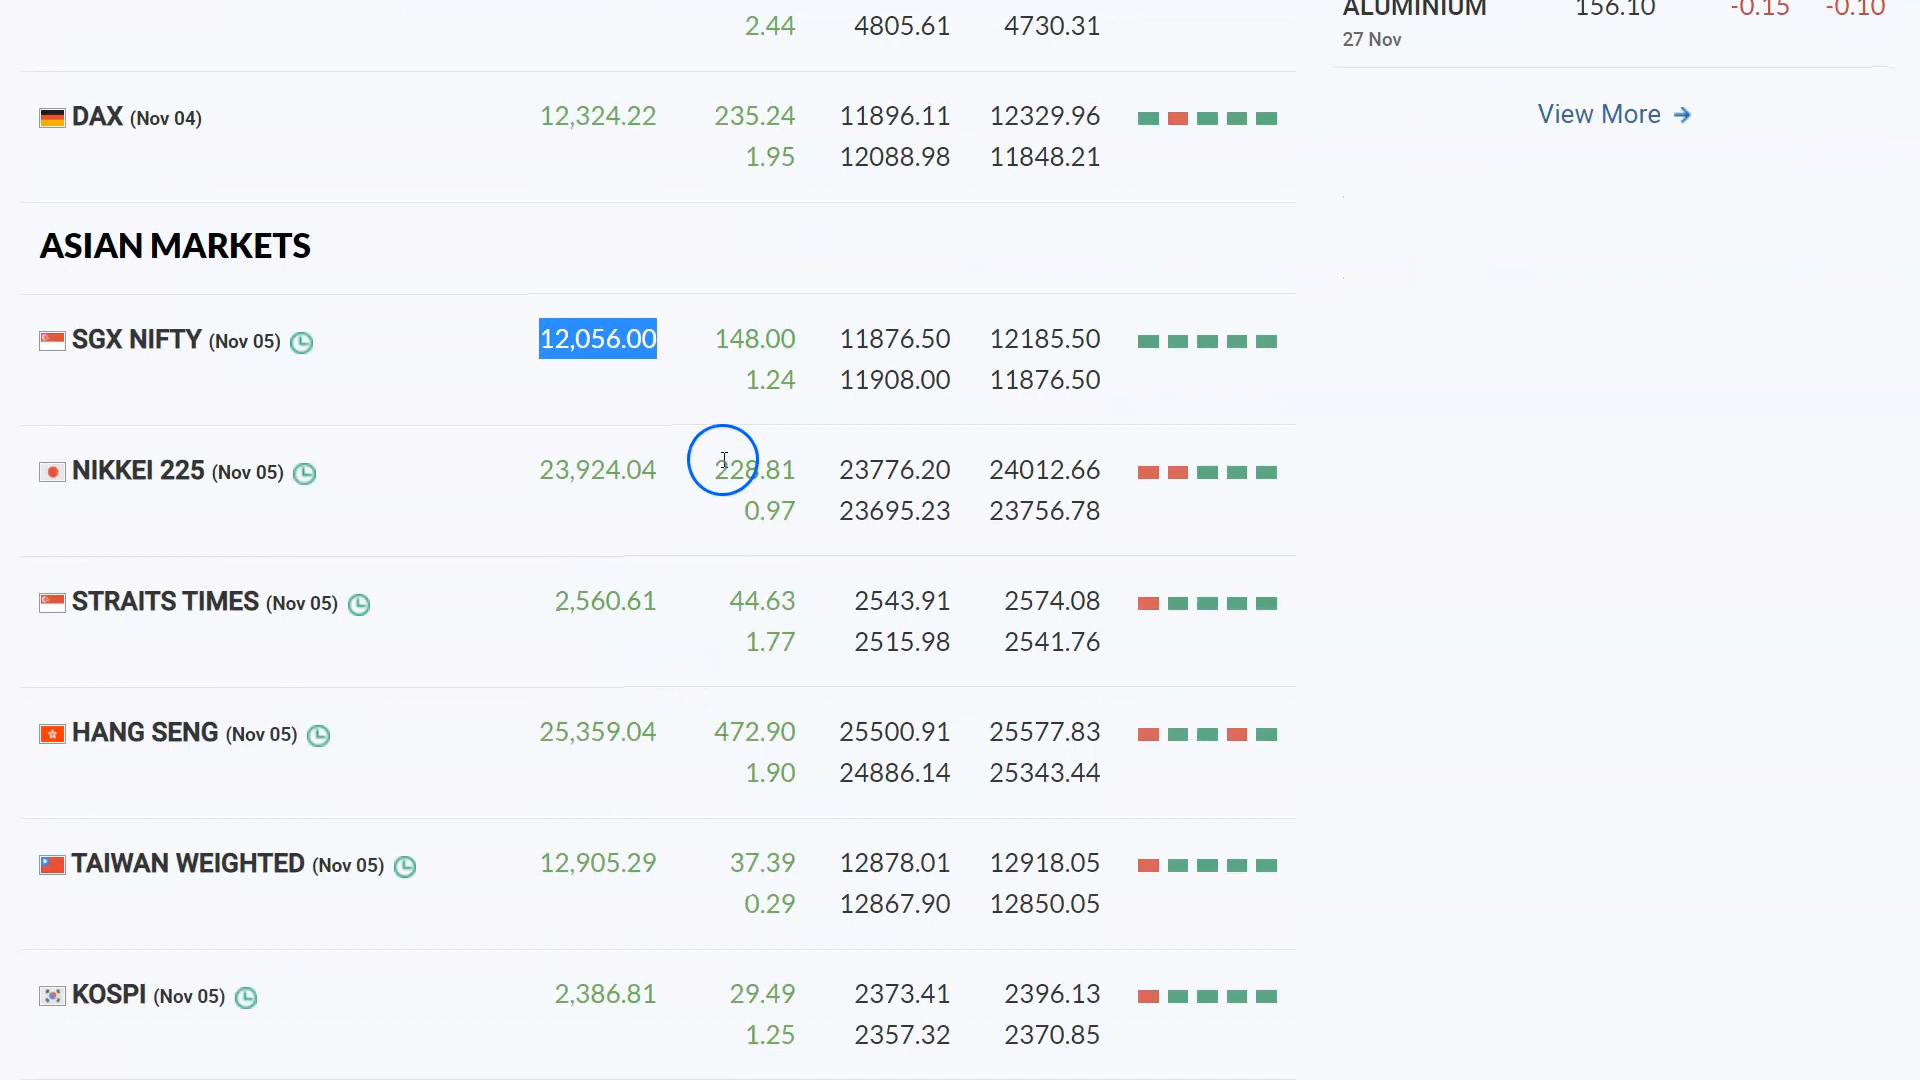 2.44 4805.61 4730.31
ALUMINIUM 156.10 -0.15 -0.10
27 Nov
View More
DAX (Nov 04) 12,324.22 235.24 11896.11 12329.96
1.95 12088.98 11848.21
ASIAN MARKETS
SGX NIFTY (Nov 05) 12,056.00 148.00 11876.50 12185.50
1.24 11908.00 11876.50
NIKKEI 225 (Nov 05) 23,924.04 228.81 23776.20 24012.66
0.97 23695.23 23756.78
STRAITS TIMES (Nov 05) 2,560.61 44.63 2543.91 2574.08
1.77 2515.98 2541.76
HANG SENG (Nov 05) 25,359.04 472.90 25500.91 25577.83
1.90 24886.14 25343.44
TAIWAN WEIGHTED (Nov 05) 12,905.29 37.39 12878.01 12918.05
0.29 12867.90 12850.05
KOSPI (Nov 05) 2,386.81 29.49 2373.41 2396.13
1.25 2357.32 2370.85